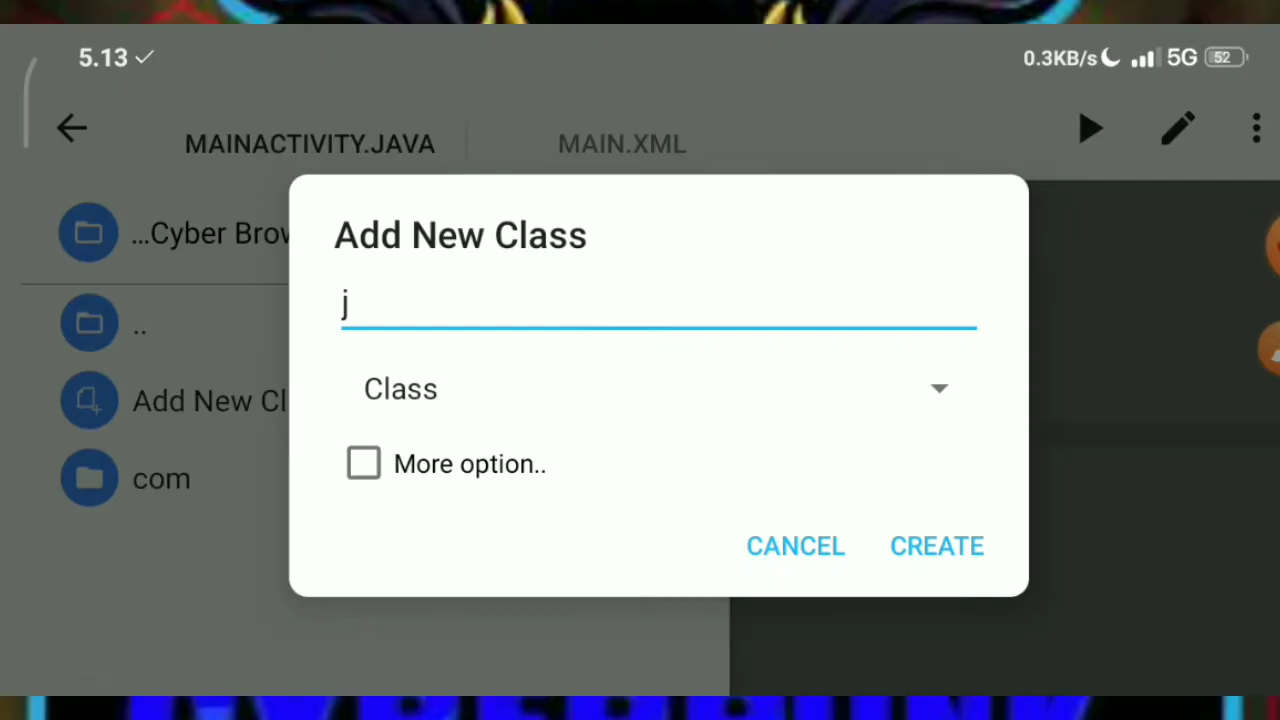 5.13
0.3KB/s 5G 52
MAINACTIVITY.JAVA MAIN.XML
...Cyber Brow
Add New Class
j
..
Class
Add New Cl
More option..
com
CANCEL CREATE